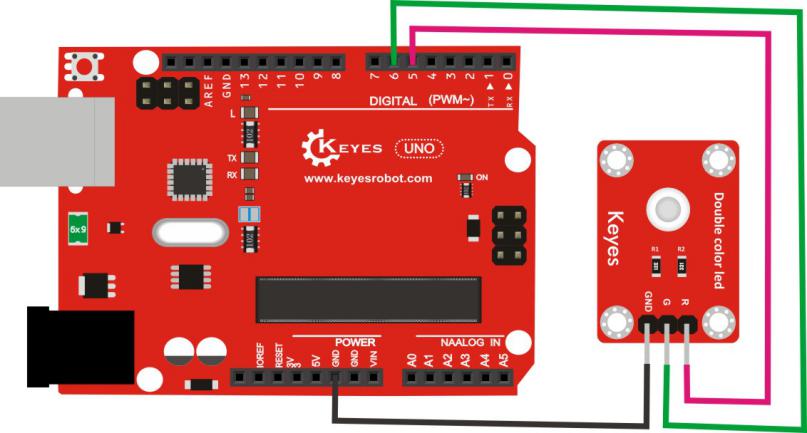 7 6 5 4 3 2 1 0
AREF GND 13 12 11 10 9 8
TX ▶ RX ▶
DIGITAL (PWM~)
L
TX
RX
KEYES UNO
www.keyesrobot.com
ON
5x9
POWER
NAALOG IN
IOREF RESET 3V 3 5V GND GND VIN
A0 A1 A2 A3 A4 A5
Keyes
Double color led
R1 R2
GND G R